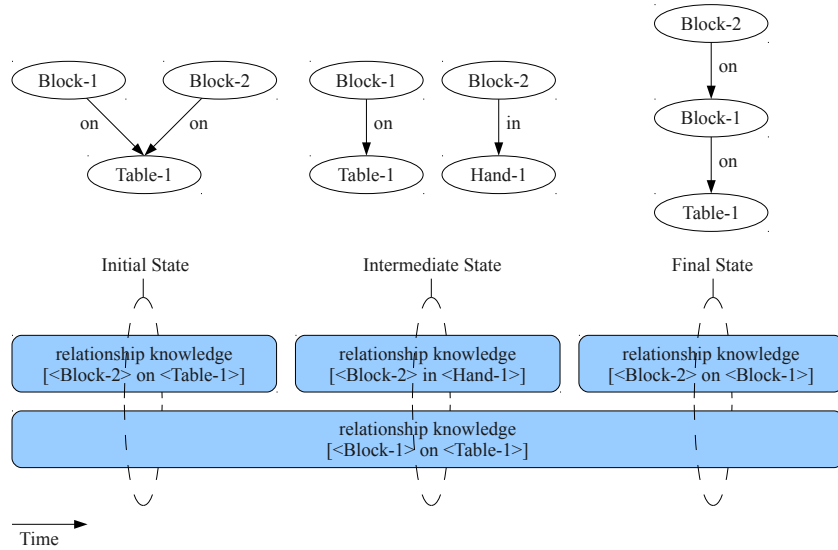 Block-2
on
Block-1
Block-2
on
on
Table-1
Block-1
Block-2
on
in
Table-1
Hand-1
Block-1
on
Table-1
Initial State
Intermediate State
Final State
relationship knowledge
[<Block-2> on <Table-1>]
relationship knowledge
[<Block-2> in <Hand-1>]
relationship knowledge
[<Block-2> on <Block-1>]
relationship knowledge
[<Block-1> on <Table-1>]
Time